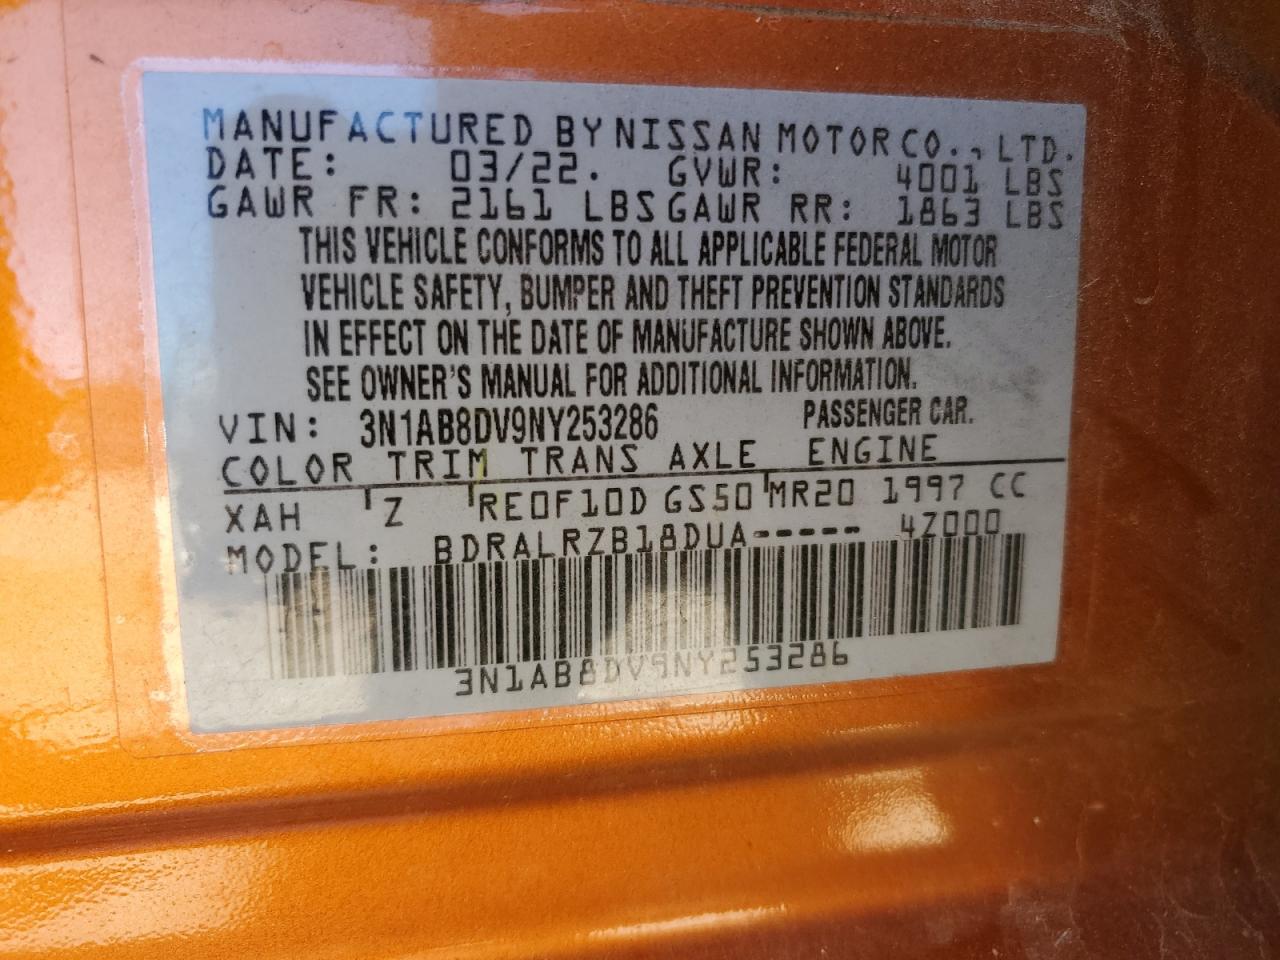 MANUFACTURED BY NISSAN MOTOR CO., LTD.
DATE: 03/22. GVWR: 4001 LBS
GAWR FR: 2161 LBS GAWR RR: 1863 LBS
THIS VEHICLE CONFORMS TO ALL APPLICABLE FEDERAL MOTOR
VEHICLE SAFETY, BUMPER AND THEFT PREVENTION STANDARDS
IN EFFECT ON THE DATE OF MANUFACTURE SHOWN ABOVE.
SEE OWNER'S MANUAL FOR ADDITIONAL INFORMATION.
VIN: 3N1AB8DV9NY253286 PASSENGER CAR.
COLOR TRIM TRANS AXLE ENGINE
XAH Z RE0F10D GS50 MR20 1997 CC
MODEL: BDRALRZB18DUA----- 4Z000
3N1AB8DV9NY253286